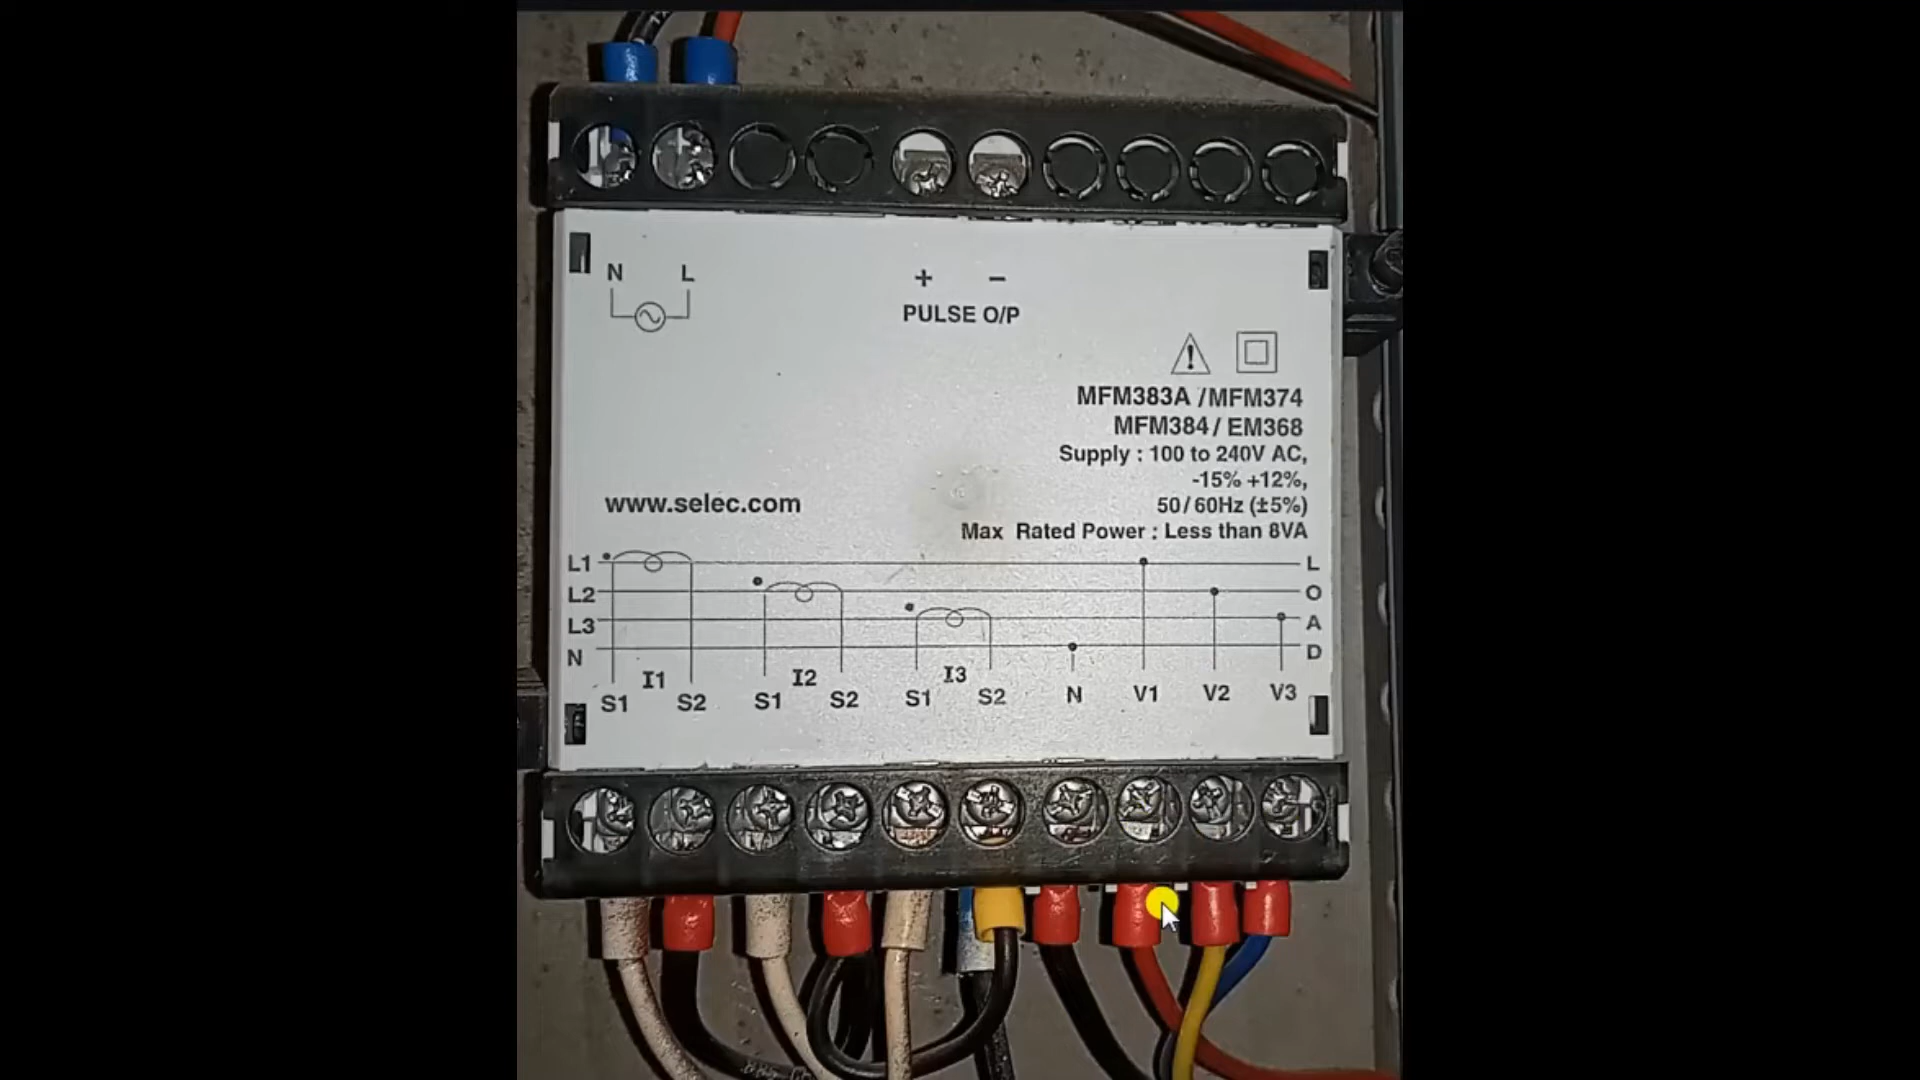 N L
+ −
PULSE O/P
MFM383A /MFM374
MFM384 / EM368
Supply : 100 to 240V AC,
-15% +12%,
50/60Hz (±5%)
www.selec.com
Max Rated Power : Less than 8VA
L1 L
L2 O
L3 A
N D
I1 I2 I3
S1 S2 S1 S2 S1 S2 N V1 V2 V3